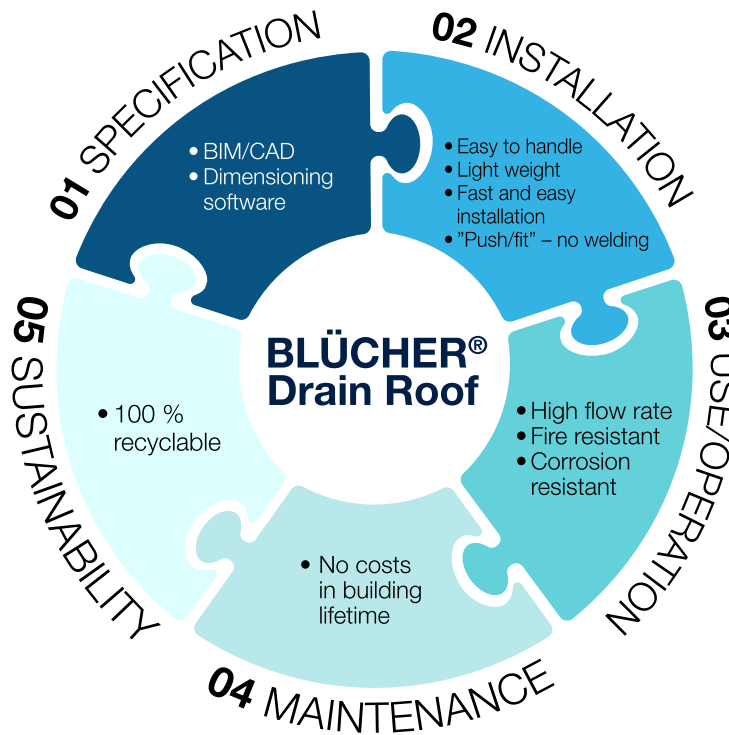 01 SPECIFICATION
• BIM/CAD
• Dimensioning
software
02 INSTALLATION
• Easy to handle
• Light weight
• Fast and easy
installation
• ”Push/fit” – no welding
03 USE/OPERATION
• High flow rate
• Fire resistant
• Corrosion
resistant
04 MAINTENANCE
• No costs
in building
lifetime
05 SUSTAINABILITY
• 100 %
recyclable
BLÜCHER®
Drain Roof